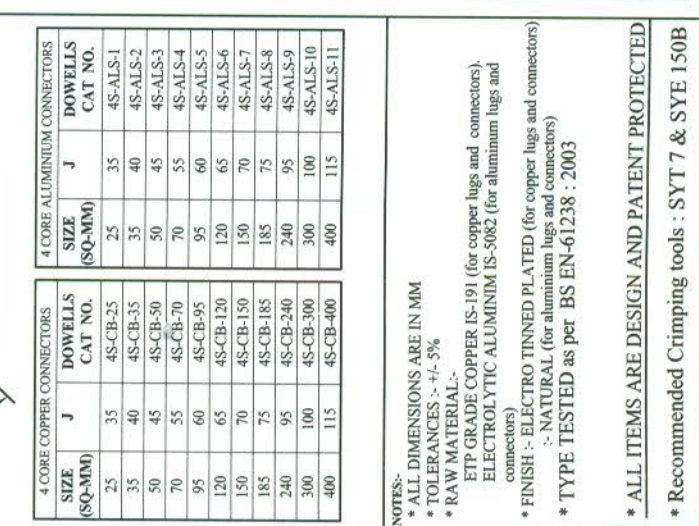 4 CORE COPPER CONNECTORS
SIZE (SQ-MM) J DOWELLS CAT NO.
25 35 4S-CB-25
35 40 4S-CB-35
50 45 4S-CB-50
70 55 4S-CB-70
95 60 4S-CB-95
120 65 4S-CB-120
150 70 4S-CB-150
185 75 4S-CB-185
240 95 4S-CB-240
300 100 4S-CB-300
400 115 4S-CB-400
4 CORE ALUMINIUM CONNECTORS
SIZE (SQ-MM) J DOWELLS CAT NO.
25 35 4S-ALS-1
35 40 4S-ALS-2
50 45 4S-ALS-3
70 55 4S-ALS-4
95 60 4S-ALS-5
120 65 4S-ALS-6
150 70 4S-ALS-7
185 75 4S-ALS-8
240 95 4S-ALS-9
300 100 4S-ALS-10
400 115 4S-ALS-11
NOTES:-
* ALL DIMENSIONS ARE IN MM
* TOLERANCES :- +/- 5%
* RAW MATERIAL:-
ETP GRADE COPPER IS-191 (for copper lugs and connectors).
ELECTROLYTIC ALUMINIM IS-5082 (for aluminum lugs and
connectors)
* FINISH :- ELECTRO TINNED PLATED (for copper lugs and connectors)
:- NATURAL (for aluminium lugs and connectors)
* TYPE TESTED as per BS EN-61238 : 2003
* ALL ITEMS ARE DESIGN AND PATENT PROTECTED
* Recommended Crimping tools : SYT 7 & SYE 150B